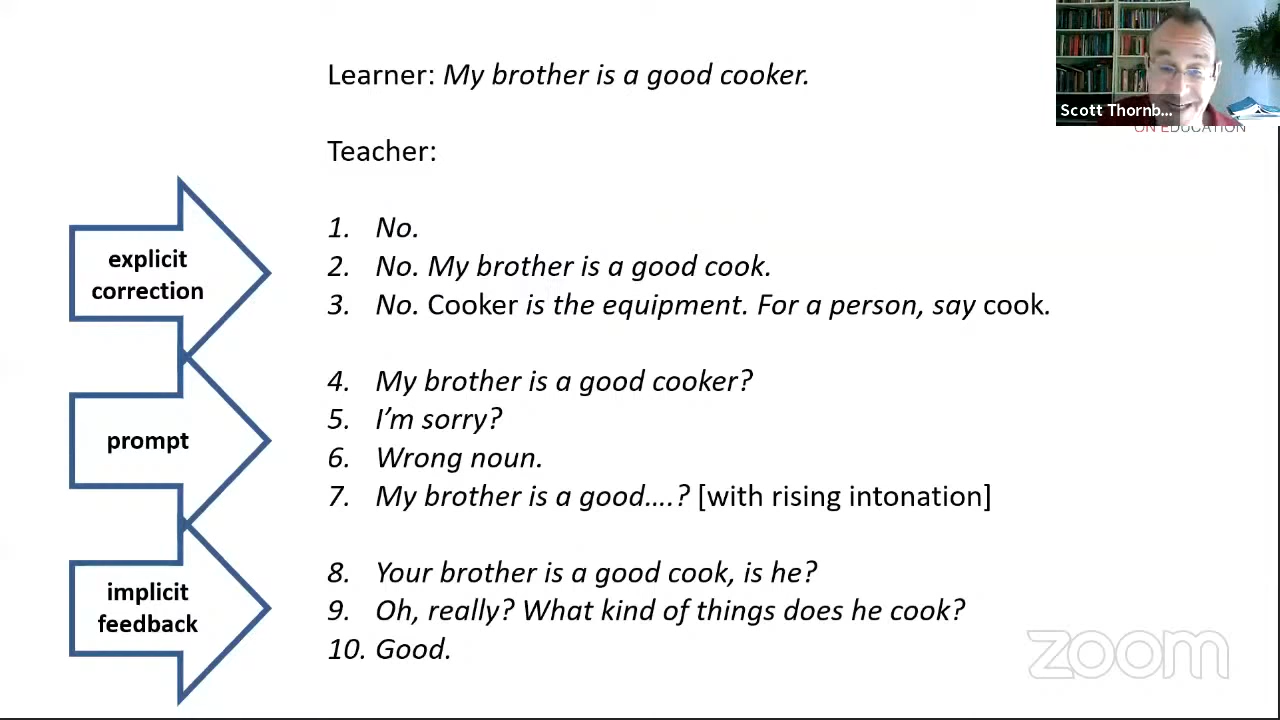 Learner: My brother is a good cooker.
Scott Thornb...
ON EDUCATION
Teacher:
1. No.
2. No. My brother is a good cook.
3. No. Cooker is the equipment. For a person, say cook.
explicit
correction
4. My brother is a good cooker?
5. I’m sorry?
6. Wrong noun.
7. My brother is a good....? [with rising intonation]
prompt
8. Your brother is a good cook, is he?
9. Oh, really? What kind of things does he cook?
10. Good.
implicit
feedback
zoom